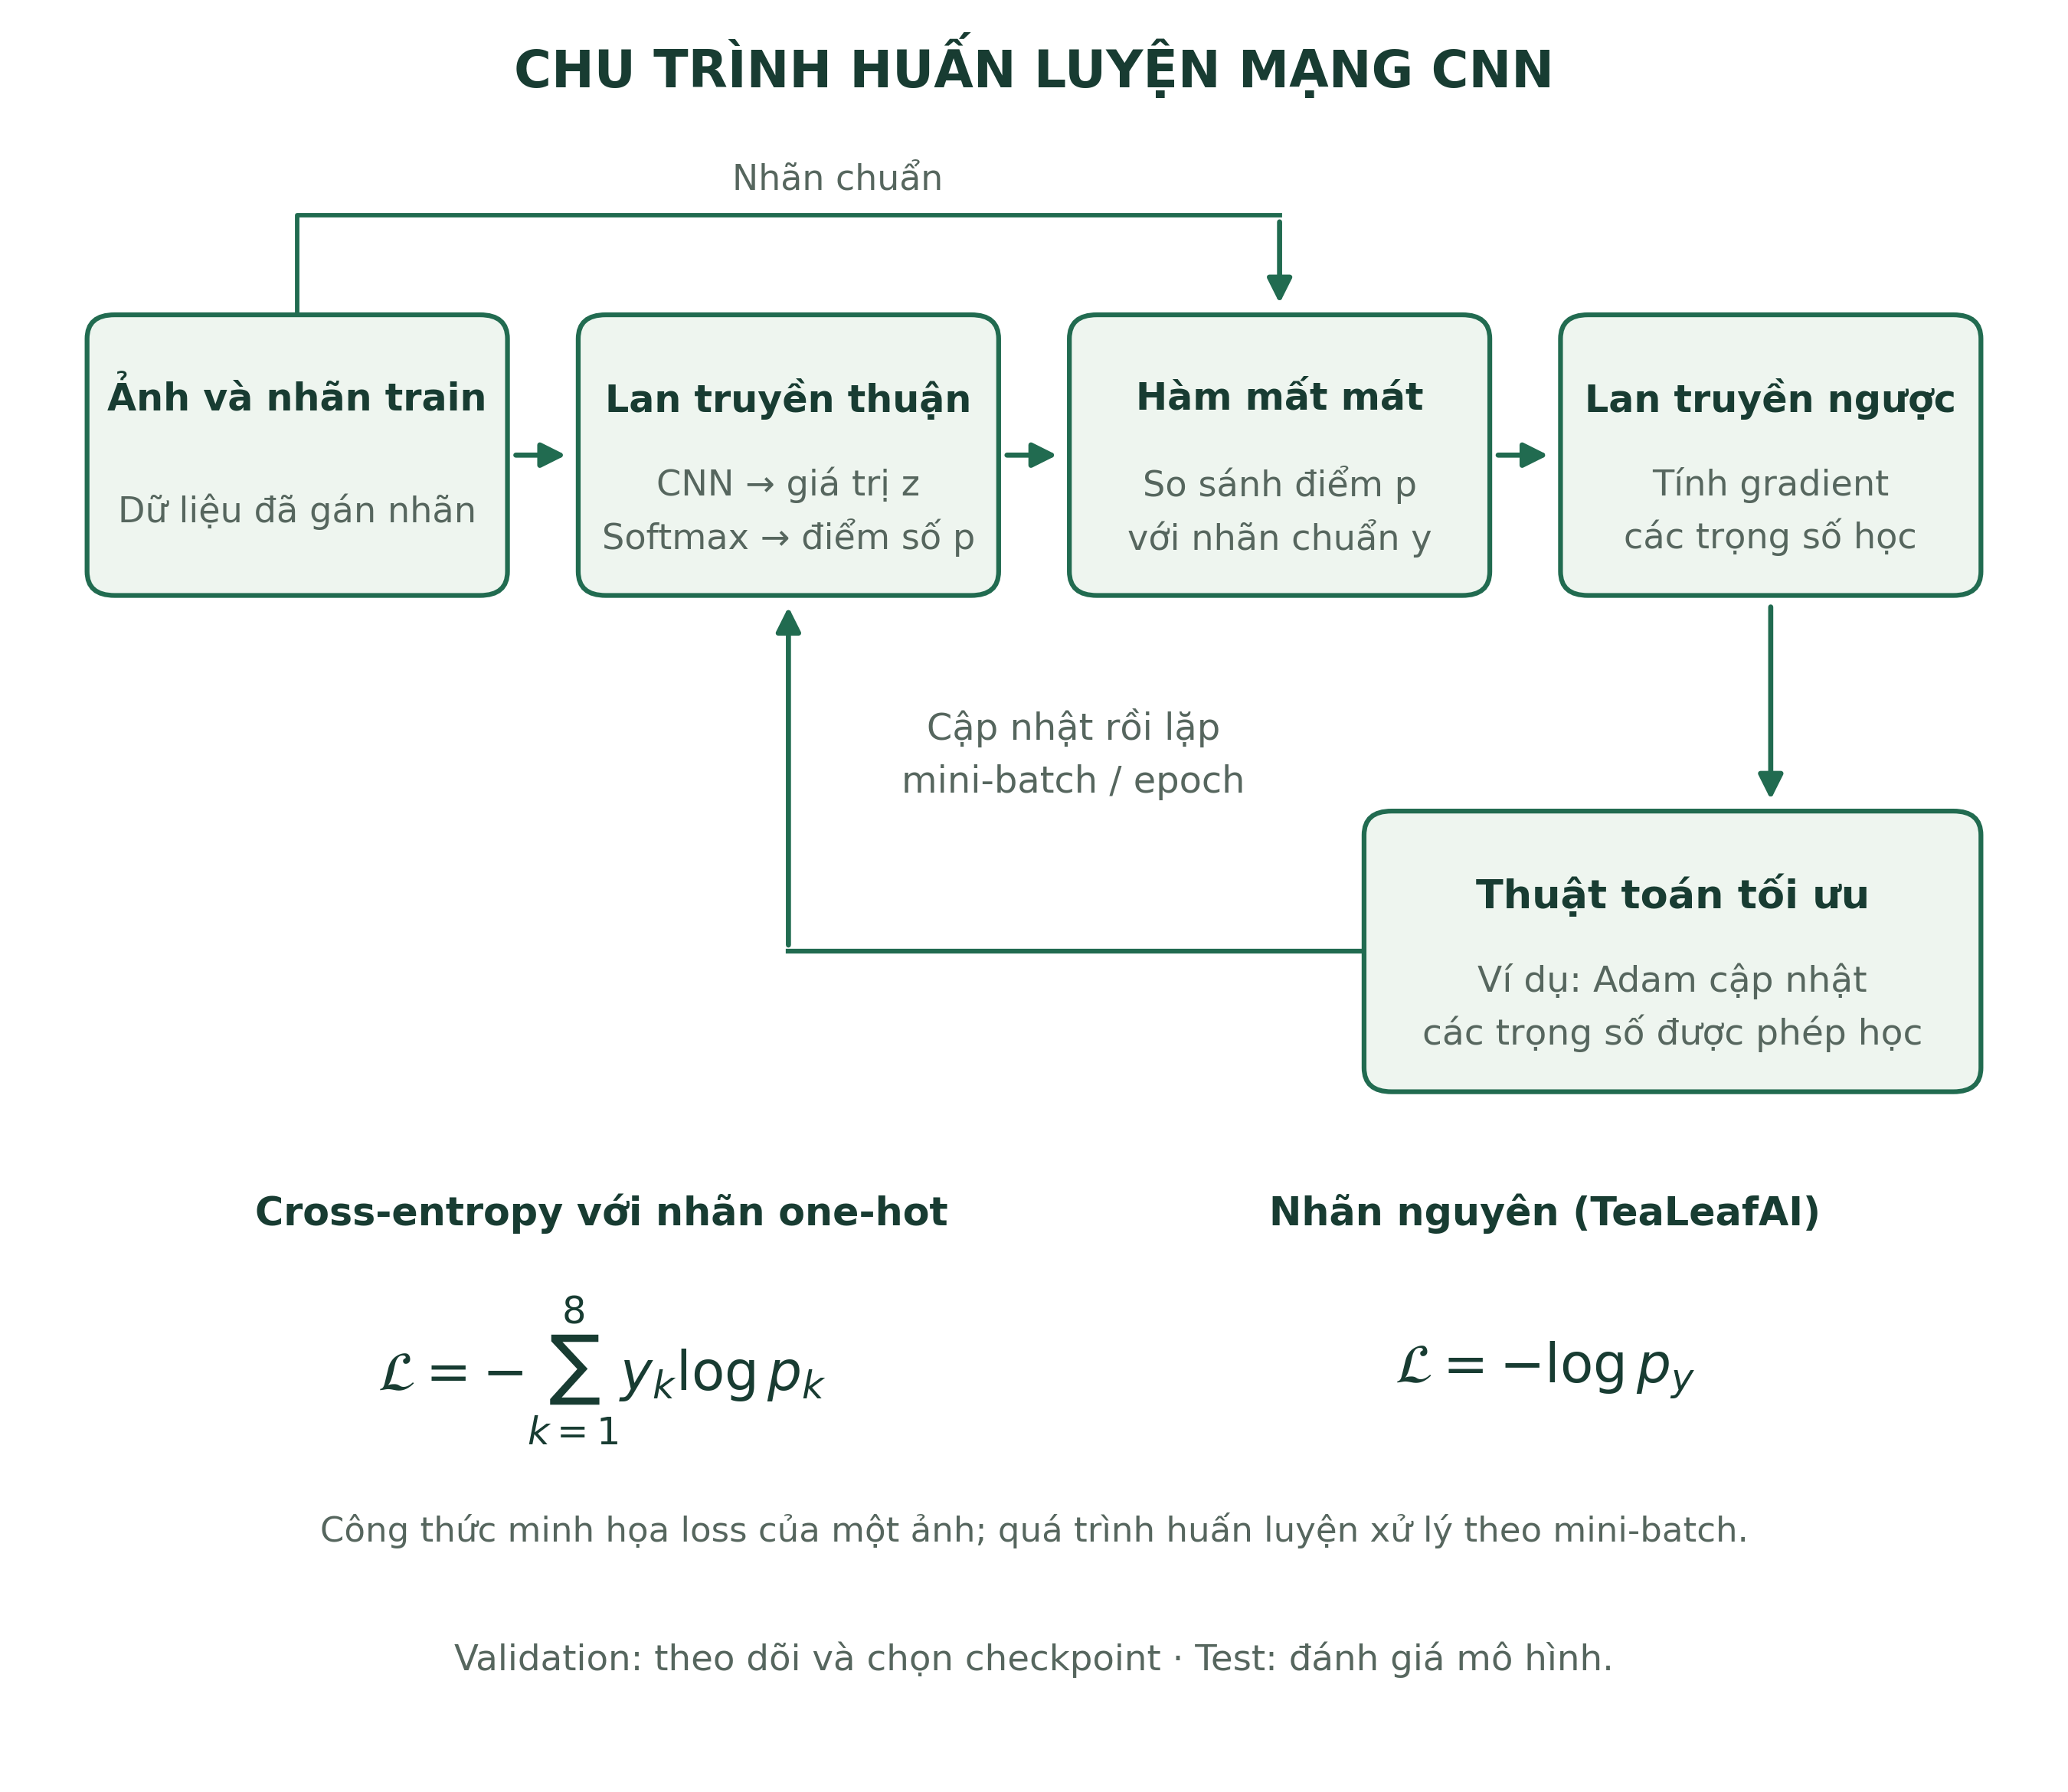 CHU TRÌNH HUẤN LUYỆN MẠNG CNN
Nhãn chuẩn
Ảnh và nhãn train
Dữ liệu đã gán nhãn
Lan truyền thuận
CNN → giá trị z
Softmax → điểm số p
Hàm mất mát
So sánh điểm p
với nhãn chuẩn y
Lan truyền ngược
Tính gradient
các trọng số học
Cập nhật rồi lặp
mini-batch / epoch
Thuật toán tối ưu
Ví dụ: Adam cập nhật
các trọng số được phép học
Cross-entropy với nhãn one-hot
ℒ = − ∑_{k=1}^{8} y_k log p_k
Nhãn nguyên (TeaLeafAI)
ℒ = −log p_y
Công thức minh họa loss của một ảnh; quá trình huấn luyện xử lý theo mini-batch.
Validation: theo dõi và chọn checkpoint · Test: đánh giá mô hình.